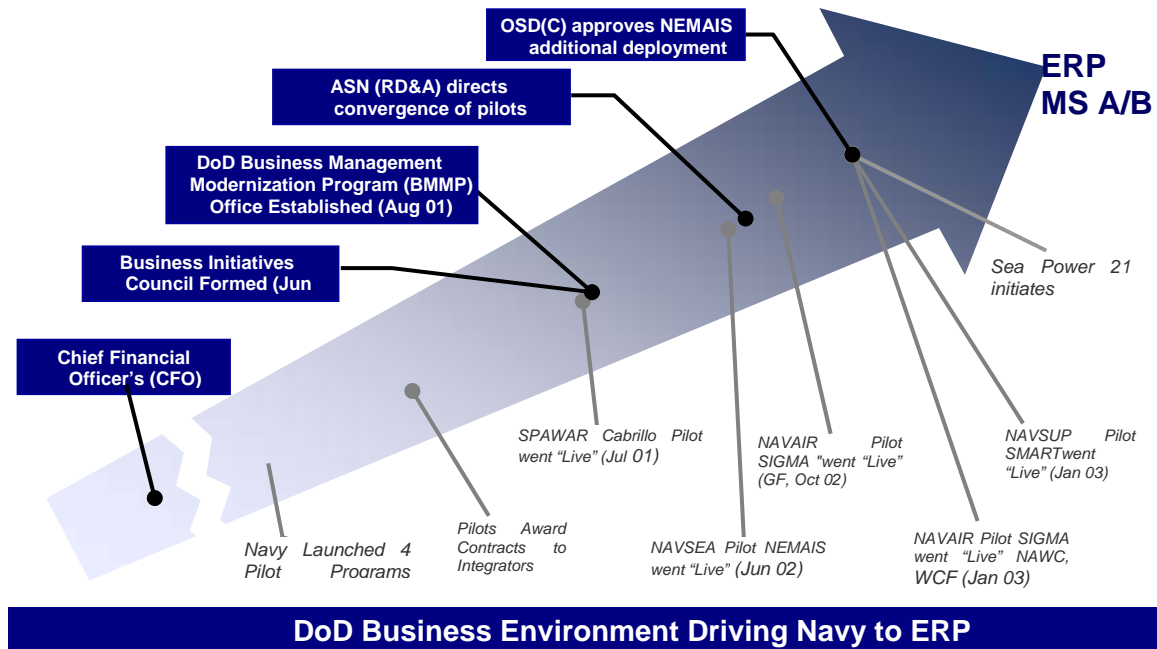 OSD(C) approves NEMAIS
additional deployment
ERP
MS A/B
ASN (RD&A) directs
convergence of pilots
DoD Business Management
Modernization Program (BMMP)
Office Established (Aug 01)
Business Initiatives
Council Formed (Jun
Chief Financial
Officer's (CFO)
Sea Power 21
initiates
SPAWAR Cabrillo Pilot
went “Live” (Jul 01)
NAVAIR Pilot
SIGMA "went “Live”
(GF, Oct 02)
NAVSUP Pilot
SMARTwent
“Live” (Jan 03)
Navy Launched 4
Pilot Programs
Pilots Award
Contracts to
Integrators
NAVSEA Pilot NEMAIS
went “Live” (Jun 02)
NAVAIR Pilot SIGMA
went “Live” NAWC,
WCF (Jan 03)
DoD Business Environment Driving Navy to ERP